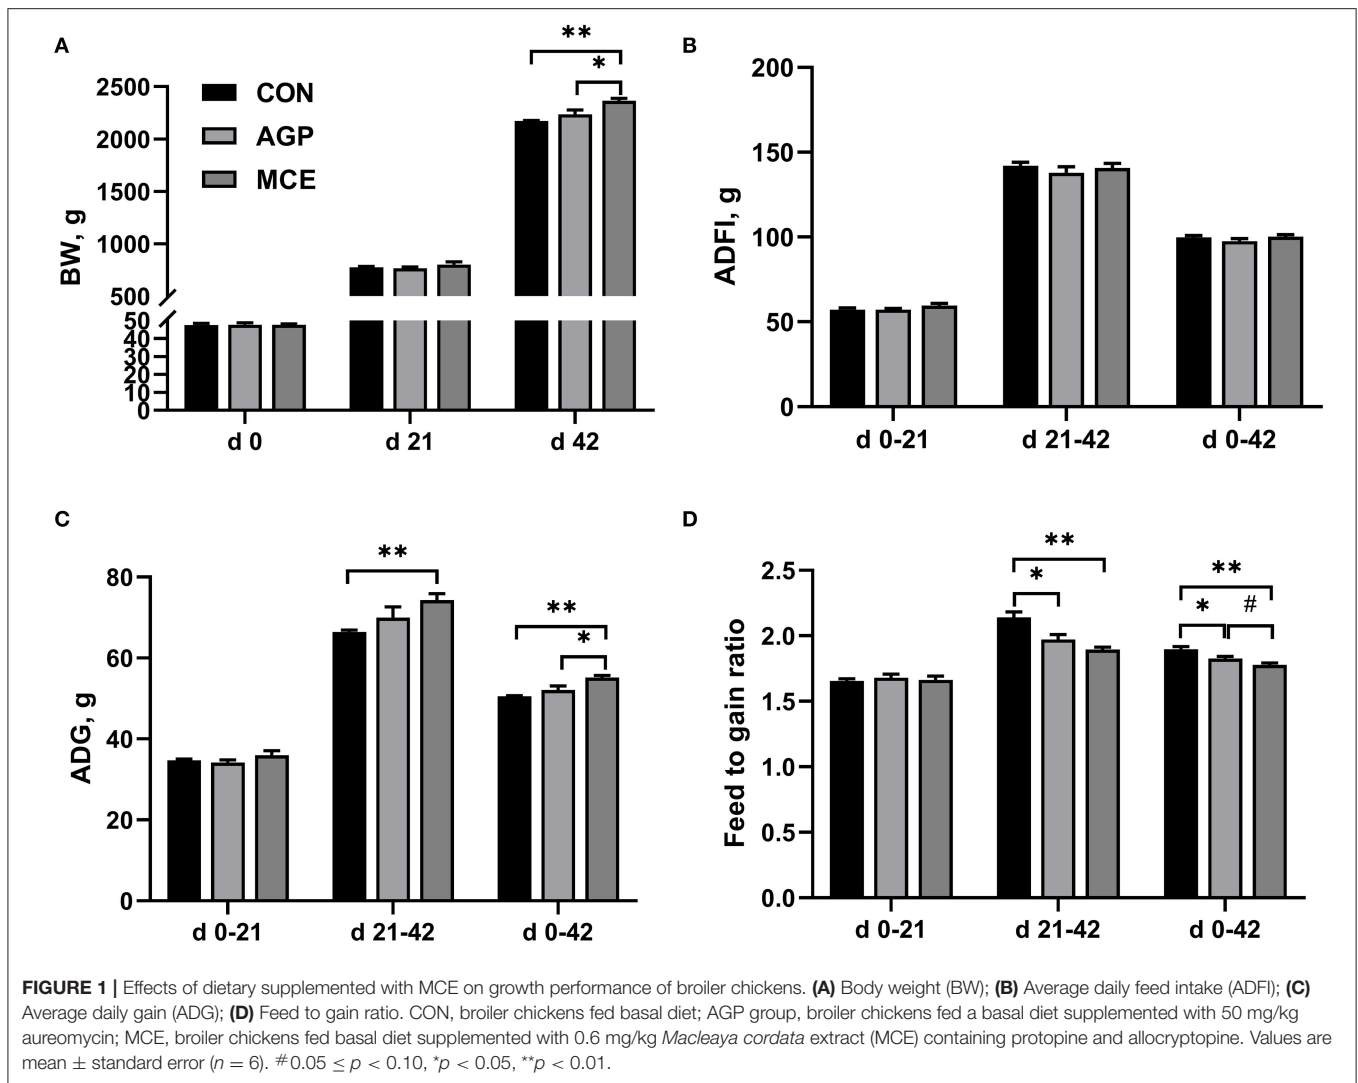 A
**
*
BW, g
2500
2000
1500
1000
500
50
40
30
20
10
0
CON
AGP
MCE
d 0
d 21
d 42
B
ADFI, g
200
150
100
50
0
d 0-21
d 21-42
d 0-42
C
**
**
*
ADG, g
80
60
40
20
0
d 0-21
d 21-42
d 0-42
D
**
*
**
*
#
Feed to gain ratio
2.5
2.0
1.5
1.0
0.5
0.0
d 0-21
d 21-42
d 0-42
FIGURE 1 | Effects of dietary supplemented with MCE on growth performance of broiler chickens. (A) Body weight (BW); (B) Average daily feed intake (ADFI); (C)
Average daily gain (ADG); (D) Feed to gain ratio. CON, broiler chickens fed basal diet; AGP group, broiler chickens fed a basal diet supplemented with 50 mg/kg
aureomycin; MCE, broiler chickens fed basal diet supplemented with 0.6 mg/kg Macleaya cordata extract (MCE) containing protopine and allocryptopine. Values are
mean ± standard error (n = 6). #0.05 ≤ p < 0.10, *p < 0.05, **p < 0.01.